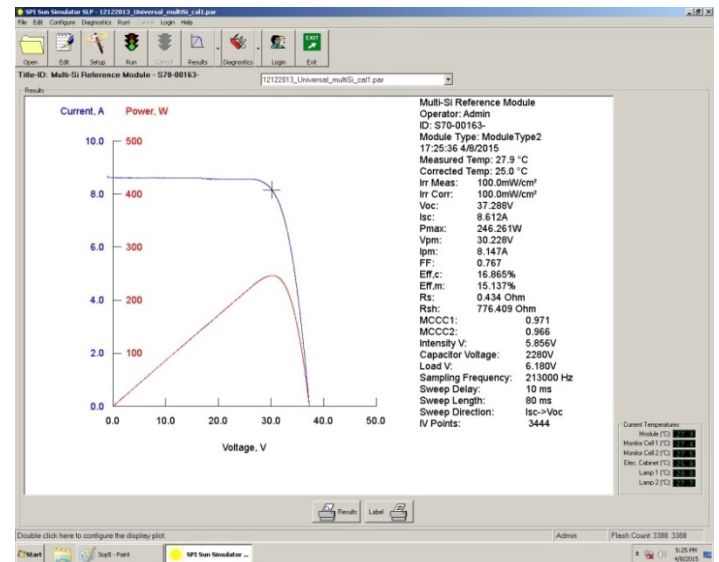 SPI Sun Simulator SLP - 12122013_Universal_multiSi_cal1.par
File Edit Configure Diagnostics Run! Cancel Login Help
Open Edit Setup Run Cancel Results Diagnostics Login Exit
Title-ID: Multi-Si Reference Module - S70-00163-
12122013_Universal_multiSi_cal1.par
Results
Current, A Power, W
10.0 500
8.0 400
6.0 300
4.0 200
2.0 100
0.0
0.0 10.0 20.0 30.0 40.0 50.0
Voltage, V
Multi-Si Reference Module
Operator: Admin
ID: S70-00163-
Module Type: ModuleType2
17:25:36 4/8/2015
Measured Temp: 27.9 °C
Corrected Temp: 25.0 °C
Irr Meas: 100.0mW/cm²
Irr Corr: 100.0mW/cm²
Voc: 37.288V
Isc: 8.612A
Pmax: 246.261W
Vpm: 30.228V
Ipm: 8.147A
FF: 0.767
Eff,c: 16.865%
Eff,m: 15.137%
Rs: 0.434 Ohm
Rsh: 776.409 Ohm
MCCC1: 0.971
MCCC2: 0.966
Intensity V: 5.856V
Capacitor Voltage: 2280V
Load V: 6.180V
Sampling Frequency: 213000 Hz
Sweep Delay: 10 ms
Sweep Length: 80 ms
Sweep Direction: Isc->Voc
IV Points: 3444
Current Temperatures
Module (°C):
Monitor Cell 1 (°C):
Monitor Cell 2 (°C):
Elec. Cabinet (°C):
Lamp 1 (°C):
Lamp 2 (°C):
Results Label
Double click here to configure the display plot
Admin
Flash Count 3388 3388
Start
Sop5 - Paint
SPI Sun Simulator ...
5:25 PM
4/8/2015